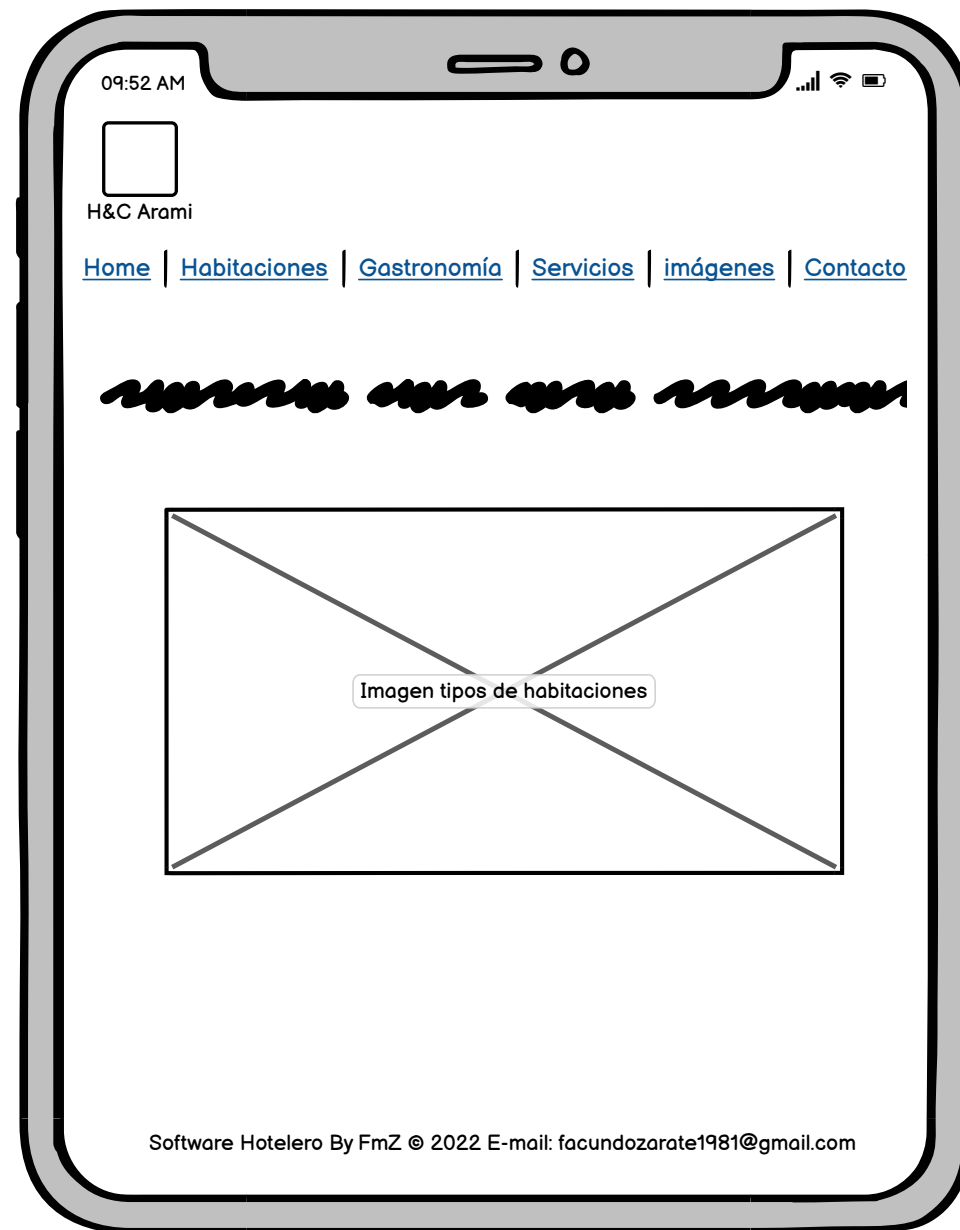 09:52 AM
H&C Arami
Home Habitaciones Gastronomía Servicios imágenes Contacto
Imagen tipos de habitaciones
Software Hotelero By FmZ © 2022 E-mail: facundozarate1981@gmail.com